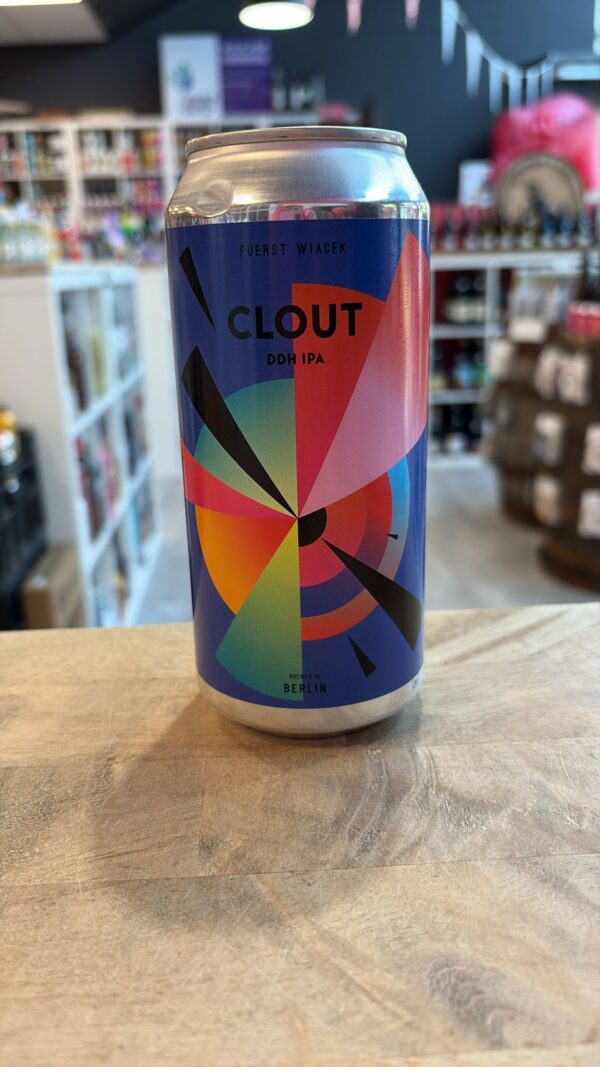 FUERST WIACEK
CLOUT
DDH IPA
BREWED IN
BERLIN